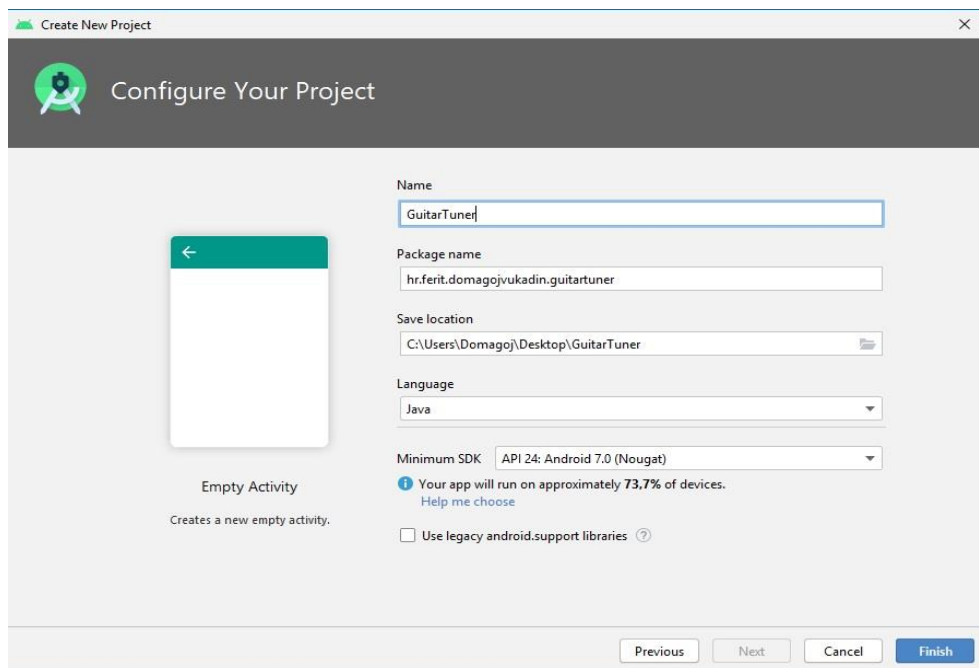 Create New Project
Configure Your Project
Name
GuitarTuner
Package name
hr.ferit.domagojvukadin.guitartuner
Save location
C:\Users\Domagoj\Desktop\GuitarTuner
Language
Java
Minimum SDK API 24: Android 7.0 (Nougat)
Your app will run on approximately 73,7% of devices.
Help me choose
Use legacy android.support libraries ?
Empty Activity
Creates a new empty activity.
Previous Next Cancel Finish